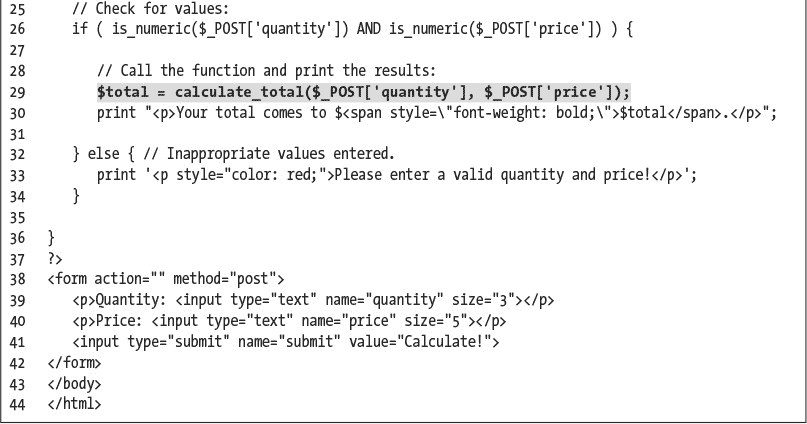 25 // Check for values:
26 if ( is_numeric($_POST['quantity']) AND is_numeric($_POST['price']) ) {
27
28 // Call the function and print the results:
29 $total = calculate_total($_POST['quantity'], $_POST['price']);
30 print "<p>Your total comes to $<span style=\"font-weight: bold;\">$total</span>.</p>";
31
32 } else { // Inappropriate values entered.
33 print '<p style="color: red;">Please enter a valid quantity and price!</p>';
34 }
35
36 }
37 ?>
38 <form action="" method="post">
39 <p>Quantity: <input type="text" name="quantity" size="3"></p>
40 <p>Price: <input type="text" name="price" size="5"></p>
41 <input type="submit" name="submit" value="Calculate!">
42 </form>
43 </body>
44 </html>